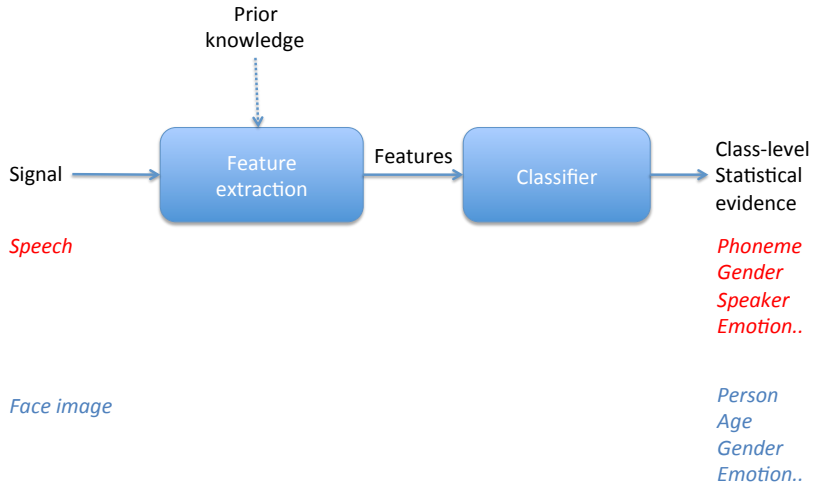 Prior
knowledge
Signal
Feature
extraction
Features
Classifier
Class-level
Statistical
evidence
Speech
Phoneme
Gender
Speaker
Emotion..
Face image
Person
Age
Gender
Emotion..